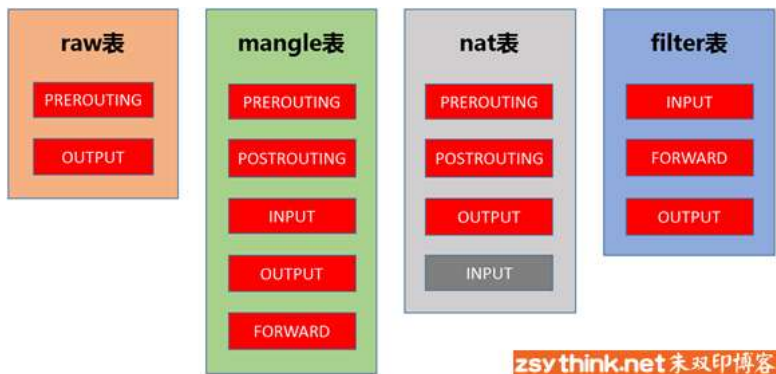 raw表
PREROUTING
OUTPUT
mangle表
PREROUTING
POSTROUTING
INPUT
OUTPUT
FORWARD
nat表
PREROUTING
POSTROUTING
OUTPUT
INPUT
filter表
INPUT
FORWARD
OUTPUT
zsythink.net朱双印博客